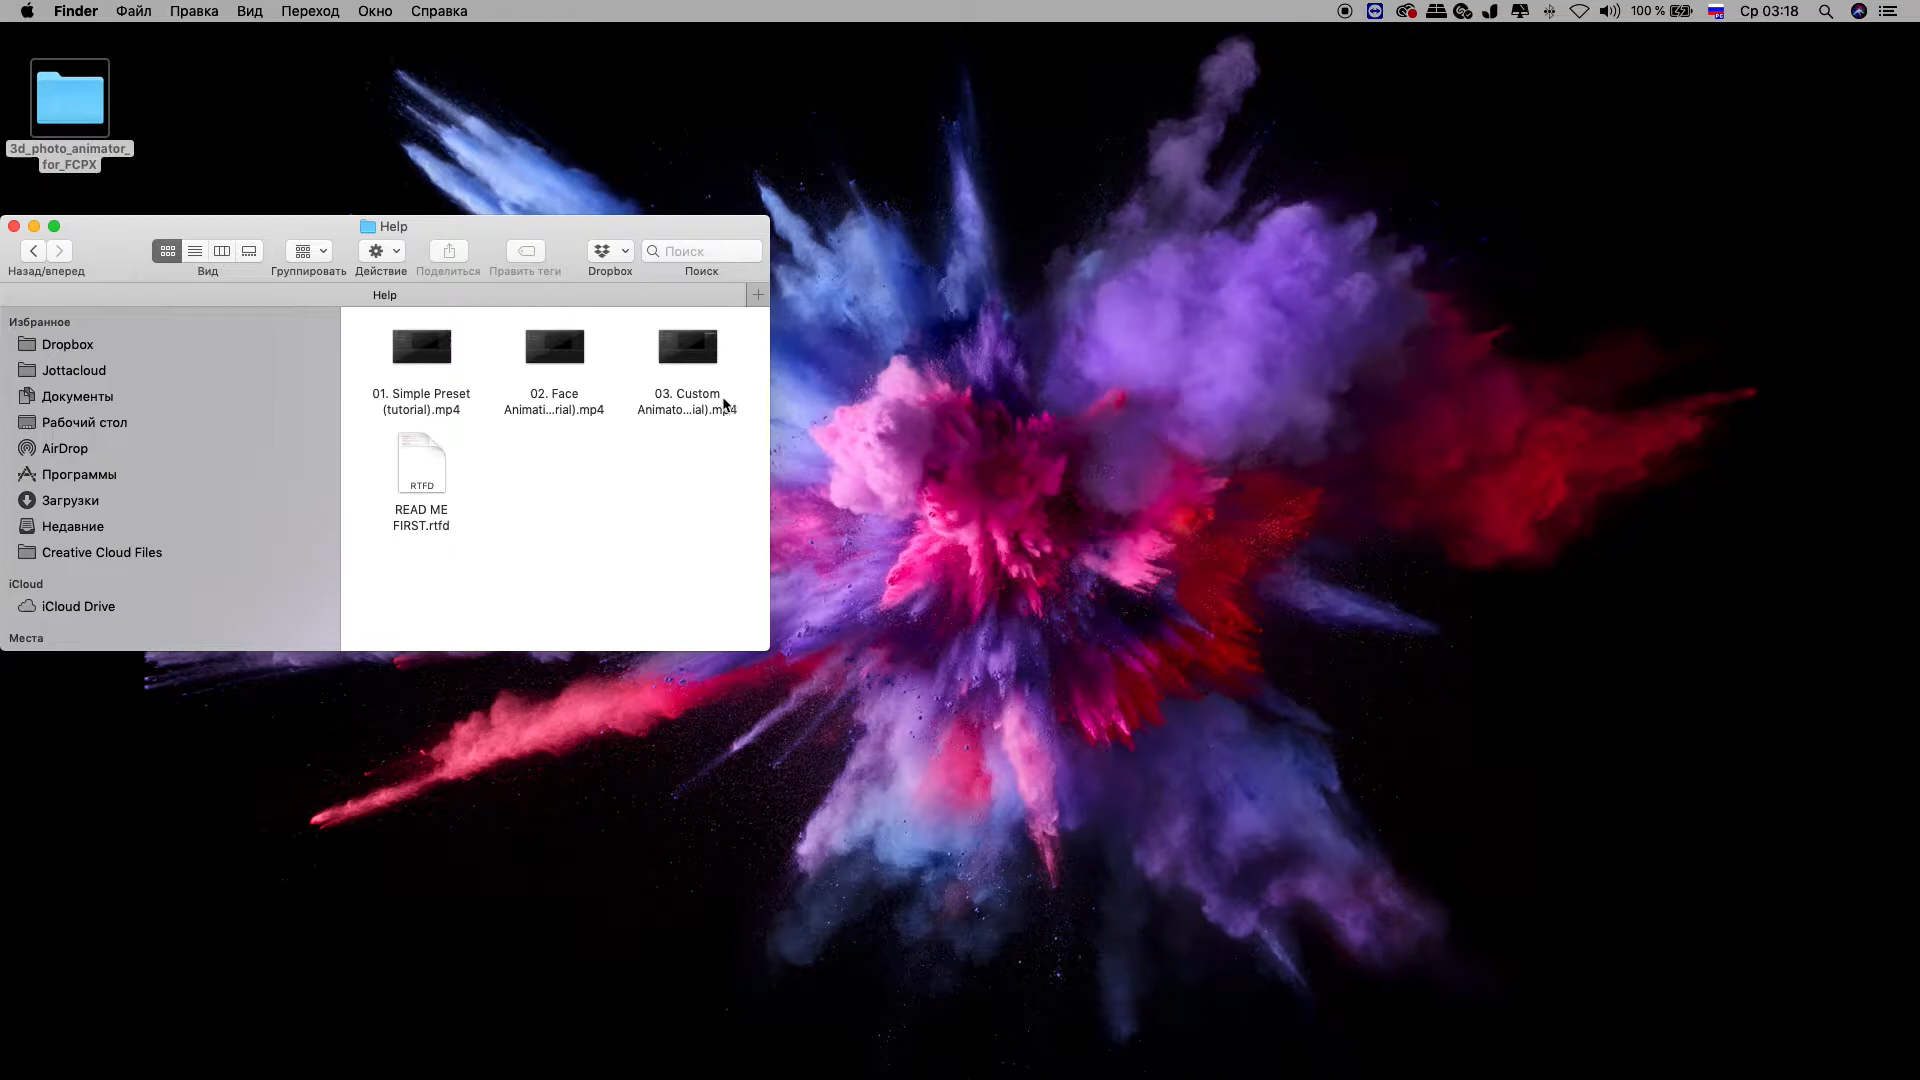 Finder Файл Правка Вид Переход Окно Справка
100 % Ср 03:18
3d_photo_animator_
for_FCPX
Help
Назад/вперед Вид Группировать Действие Поделиться Править теги Dropbox Поиск
Поиск
Help
Избранное
Dropbox
Jottacloud
Документы
Рабочий стол
AirDrop
Программы
Загрузки
Недавние
Creative Cloud Files
iCloud
iCloud Drive
Места
01. Simple Preset
(tutorial).mp4
02. Face
Animati...rial).mp4
03. Custom
Animato...ial).mp4
RTFD
READ ME
FIRST.rtfd